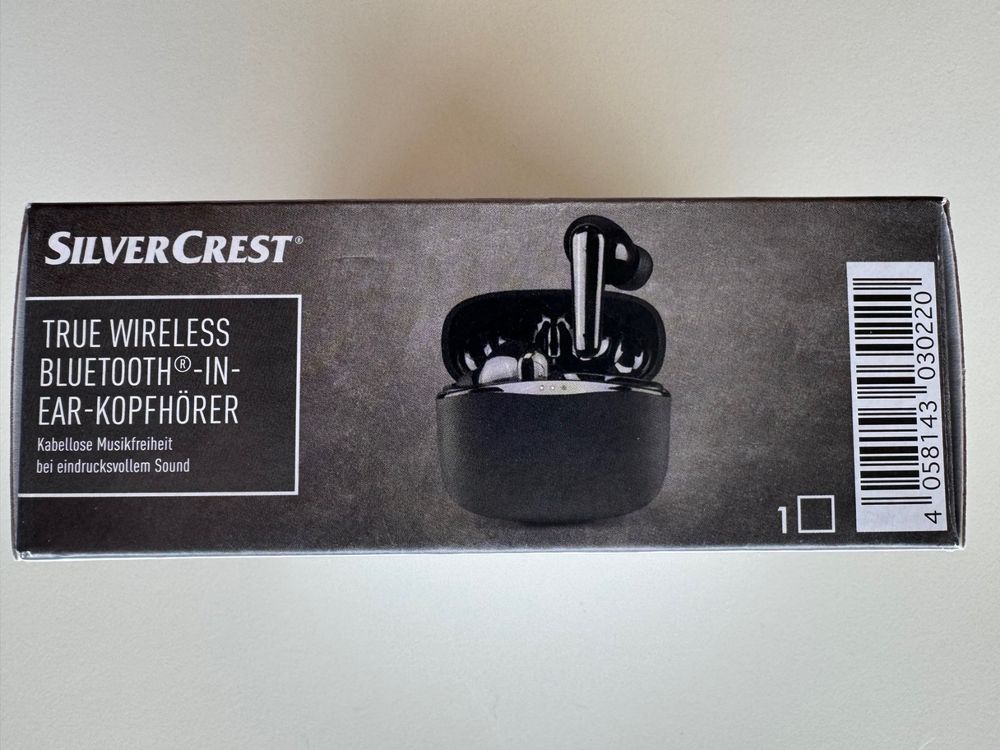 SILVERCREST®
TRUE WIRELESS
BLUETOOTH®-IN-
EAR-KOPFHÖRER
Kabellose Musikfreiheit
bei eindrucksvollem Sound
1
4 058143 030220